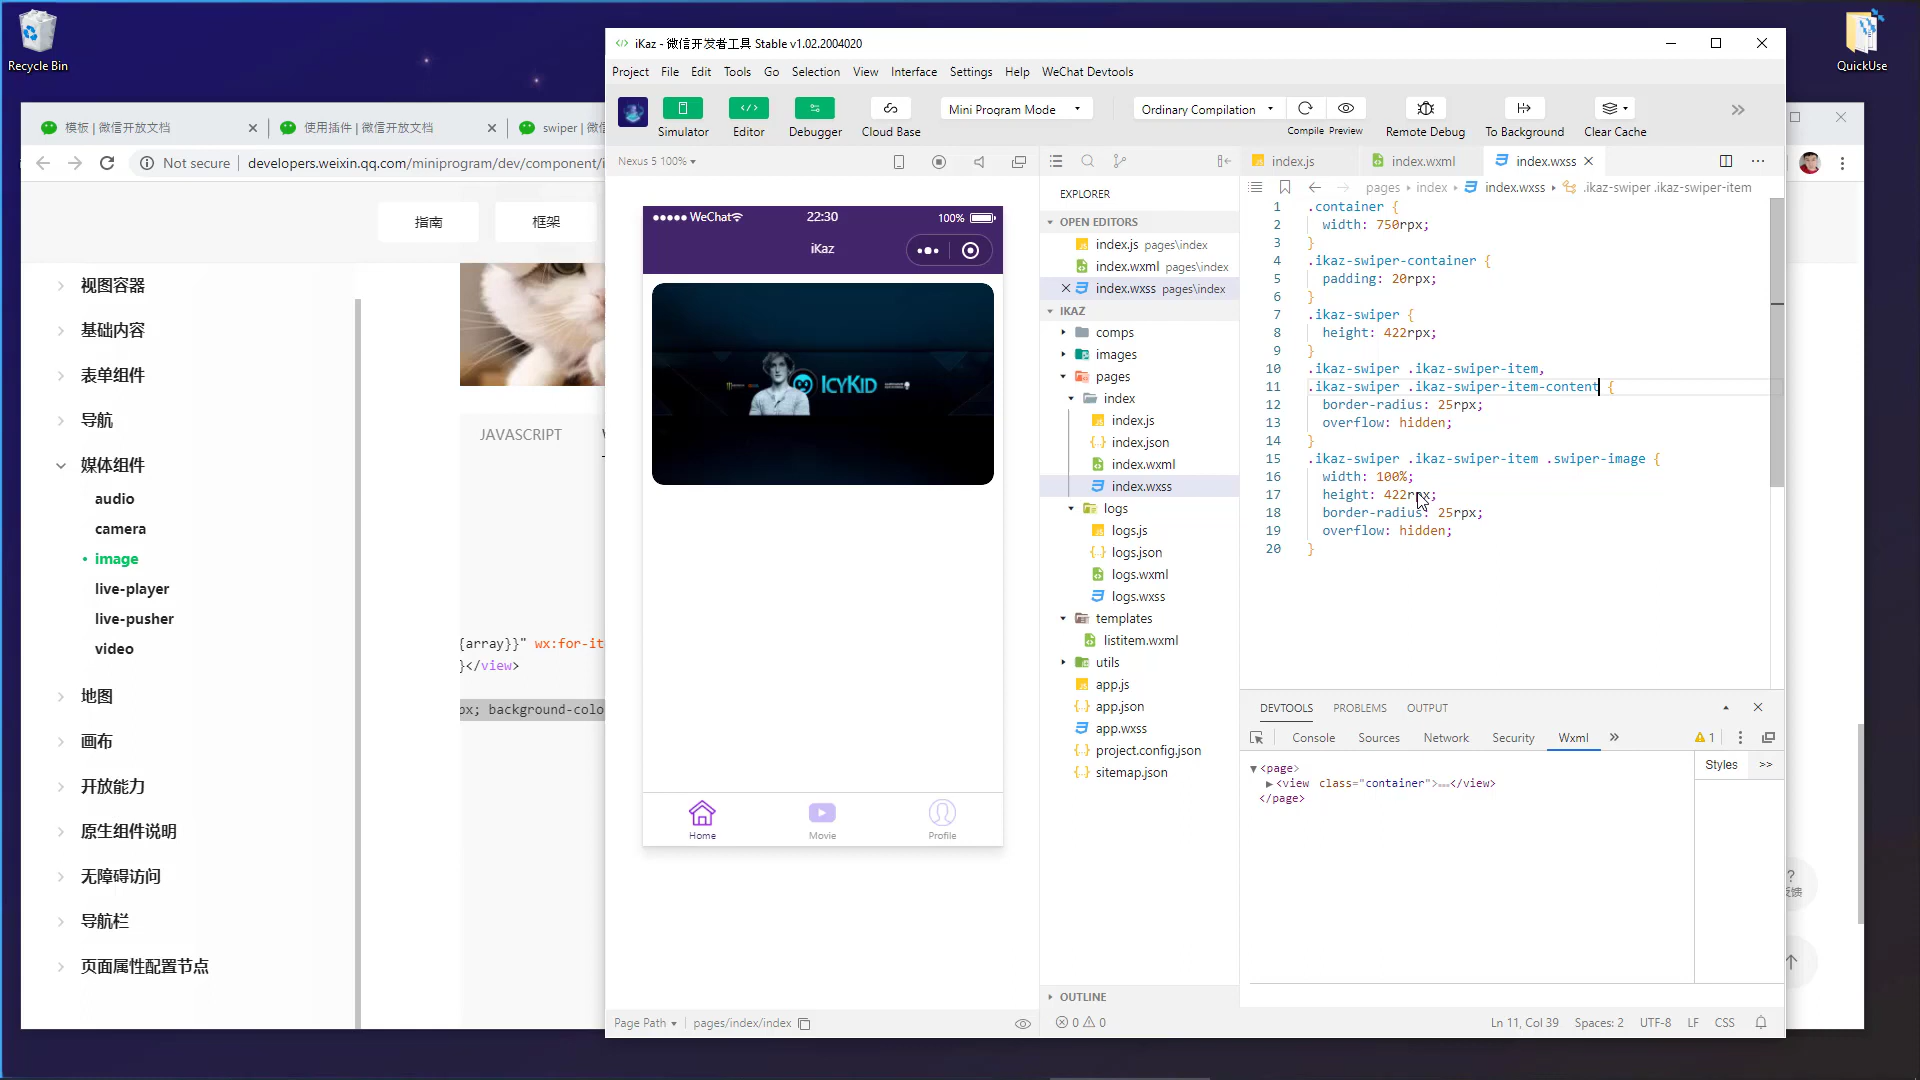 Recycle Bin
QuickUse
模板 | 微信开放文档
使用插件 | 微信开放文档
swiper | 微信
Not secure
developers.weixin.qq.com/miniprogram/dev/component/i
指南
框架
视图容器
基础内容
表单组件
导航
媒体组件
audio
camera
image
live-player
live-pusher
video
地图
画布
开放能力
原生组件说明
无障碍访问
导航栏
页面属性配置节点
JAVASCRIPT
{array}}" wx:for-it
}</view>
px; background-colo
iKaz - 微信开发者工具 Stable v1.02.2004020
Project File Edit Tools Go Selection View Interface Settings Help WeChat Devtools
Simulator
Editor
Debugger
Cloud Base
Mini Program Mode
Ordinary Compilation
Compile
Preview
Remote Debug
To Background
Clear Cache
Nexus 5 100%
WeChat
22:30
100%
iKaz
ICYKID
Home
Movie
Profile
Page Path
pages/index/index
EXPLORER
OPEN EDITORS
index.js pages\index
index.wxml pages\index
index.wxss pages\index
IKAZ
comps
images
pages
index
index.js
index.json
index.wxml
index.wxss
logs
logs.js
logs.json
logs.wxml
logs.wxss
templates
listitem.wxml
utils
app.js
app.json
app.wxss
project.config.json
sitemap.json
OUTLINE
0 0
index.js
index.wxml
index.wxss
pages index index.wxss .ikaz-swiper .ikaz-swiper-item
1 .container {
2 width: 750rpx;
3 }
4 .ikaz-swiper-container {
5 padding: 20rpx;
6 }
7 .ikaz-swiper {
8 height: 422rpx;
9 }
10 .ikaz-swiper .ikaz-swiper-item,
11 .ikaz-swiper .ikaz-swiper-item-content {
12 border-radius: 25rpx;
13 overflow: hidden;
14 }
15 .ikaz-swiper .ikaz-swiper-item .swiper-image {
16 width: 100%;
17 height: 422rpx;
18 border-radius: 25rpx;
19 overflow: hidden;
20 }
DEVTOOLS
PROBLEMS
OUTPUT
Console
Sources
Network
Security
Wxml
1
<page>
<view class="container">…</view>
</page>
Styles
>>
Ln 11, Col 39
Spaces: 2
UTF-8
LF
CSS
?